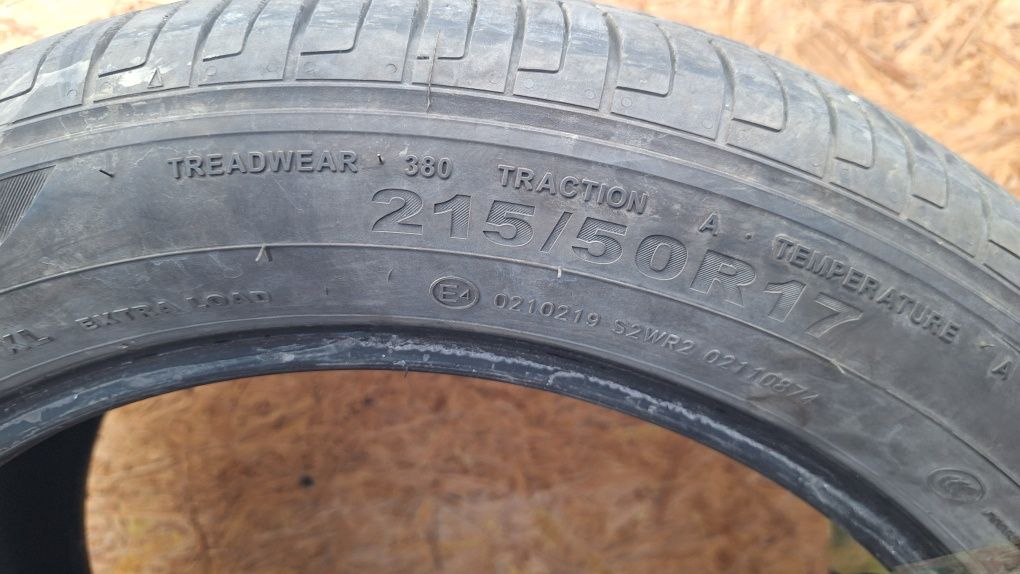 TREADWEAR · 380 TRACTION A · TEMPERATURE A
215/50R17
XL EXTRA LOAD
E4 0210219 S2WR2 02110874